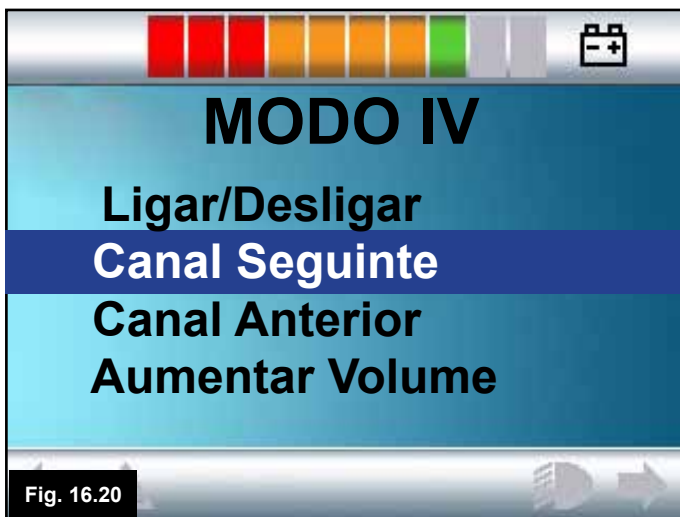 MODO IV
Ligar/Desligar
Canal Seguinte
Canal Anterior
Aumentar Volume
Fig. 16.20